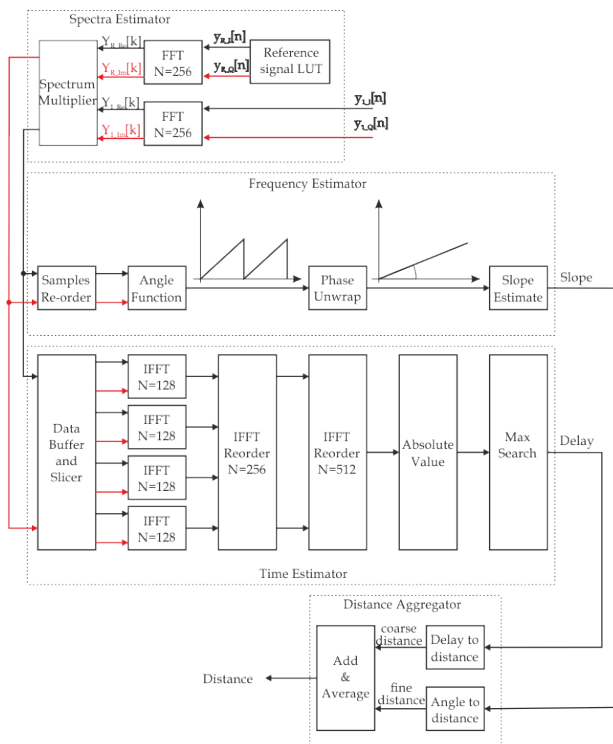 Spectra Estimator
Y_R_Re[k]
y_R_I[n]
Y_R_Im[k]
y_R_Q[n]
FFT
N=256
Reference
signal LUT
Spectrum
Multiplier
Y_1_Re[k]
y_1_I[n]
Y_1_Im[k]
y_1_Q[n]
FFT
N=256
Frequency Estimator
Samples
Re-order
Angle
Function
Phase
Unwrap
Slope
Estimate
Slope
Data
Buffer
and
Slicer
IFFT
N=128
IFFT
N=128
IFFT
N=128
IFFT
N=128
IFFT
Reorder
N=256
IFFT
Reorder
N=512
Absolute
Value
Max
Search
Delay
Time Estimator
Distance Aggregator
coarse
distance
Delay to
distance
Add
&
Average
Distance
fine
distance
Angle to
distance